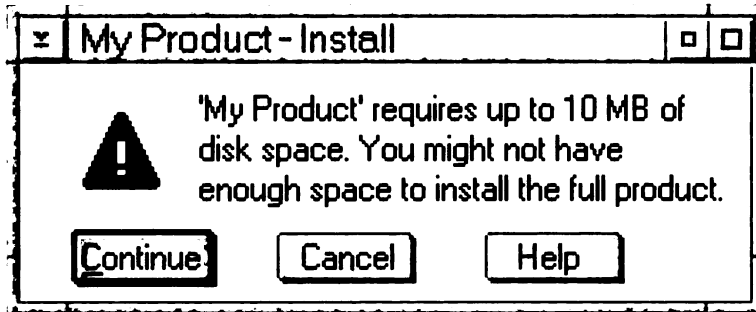 My Product - Install
'My Product' requires up to 10 MB of
disk space. You might not have
enough space to install the full product.
Continue Cancel Help